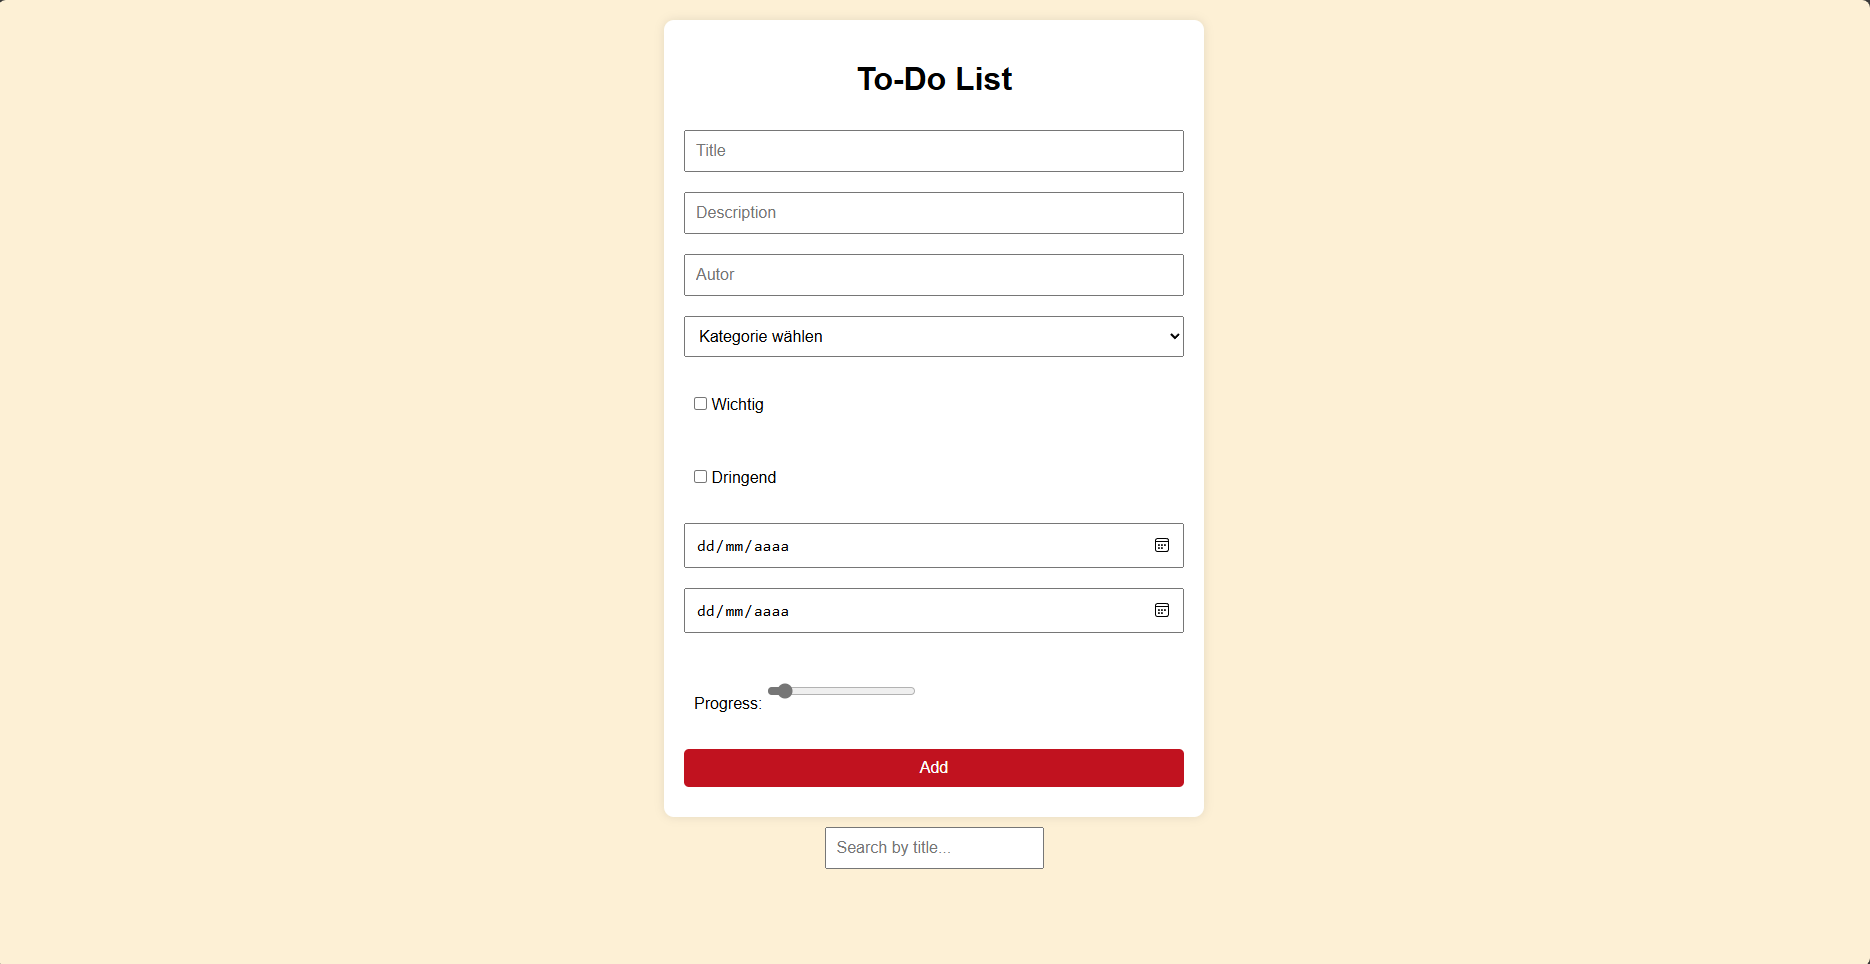 To-Do List
Title
Description
Autor
Kategorie wählen
Wichtig
Dringend
dd/mm/aaaa
dd/mm/aaaa
Progress:
Add
Search by title...